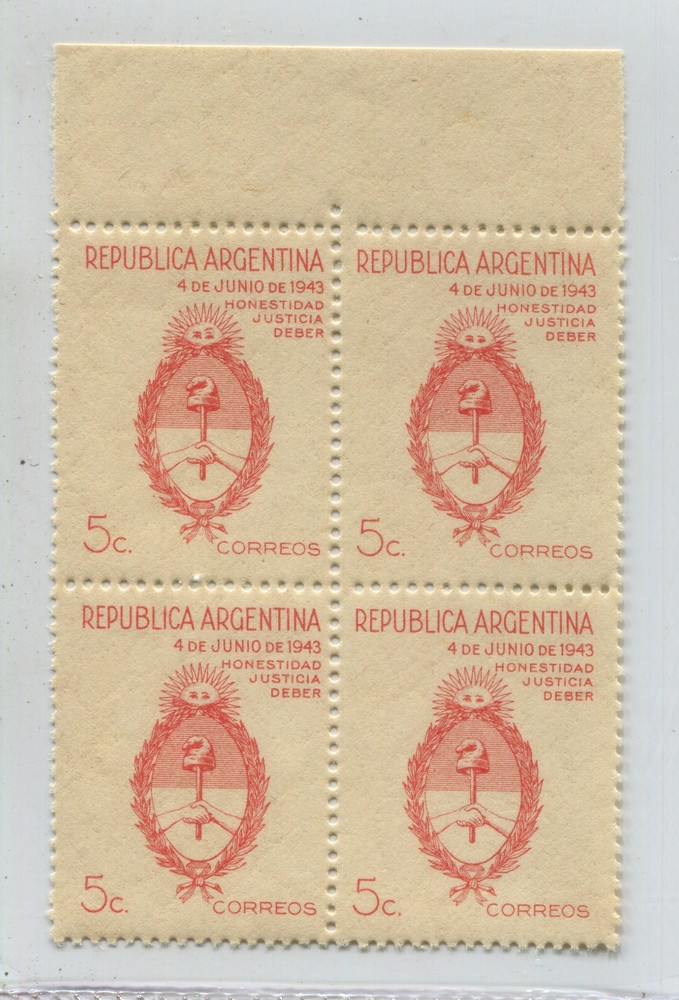 REPUBLICA ARGENTINA
4 DE JUNIO DE 1943
HONESTIDAD
JUSTICIA
DEBER
5c.
CORREOS
REPUBLICA ARGENTINA
4 DE JUNIO DE 1943
HONESTIDAD
JUSTICIA
DEBER
5c.
CORREOS
REPUBLICA ARGENTINA
4 DE JUNIO DE 1943
HONESTIDAD
JUSTICIA
DEBER
5c.
CORREOS
REPUBLICA ARGENTINA
4 DE JUNIO DE 1943
HONESTIDAD
JUSTICIA
DEBER
5c.
CORREOS